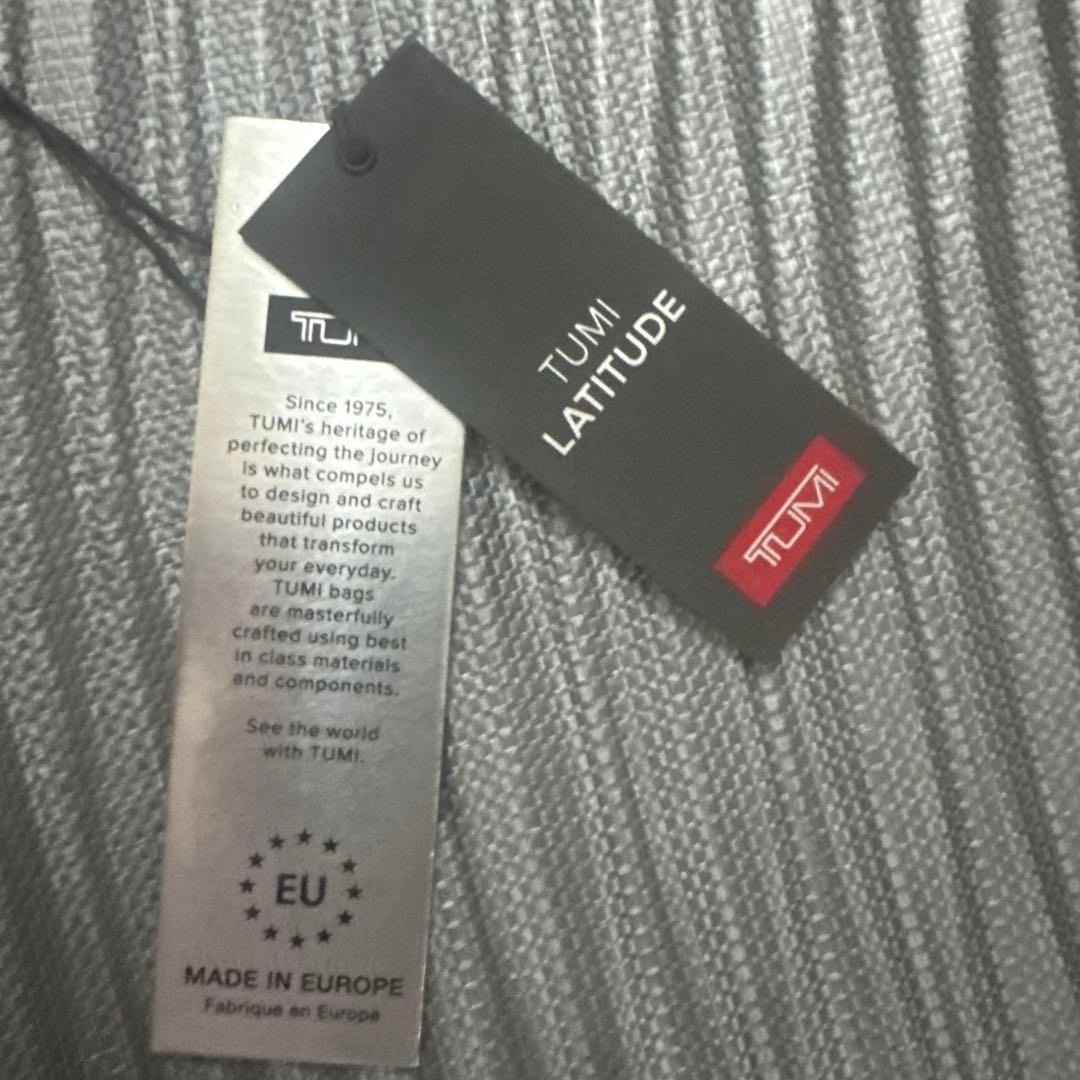 TUMI
LATITUDE
TUMI
Since 1975,
TUMI's heritage of
perfecting the journey
is what compels us
to design and craft
beautiful products
that transform
your everyday.
TUMI bags
are masterfully
crafted using best
in class materials
and components.
See the world
with TUMI.
EU
MADE IN EUROPE
Fabrique en Europe